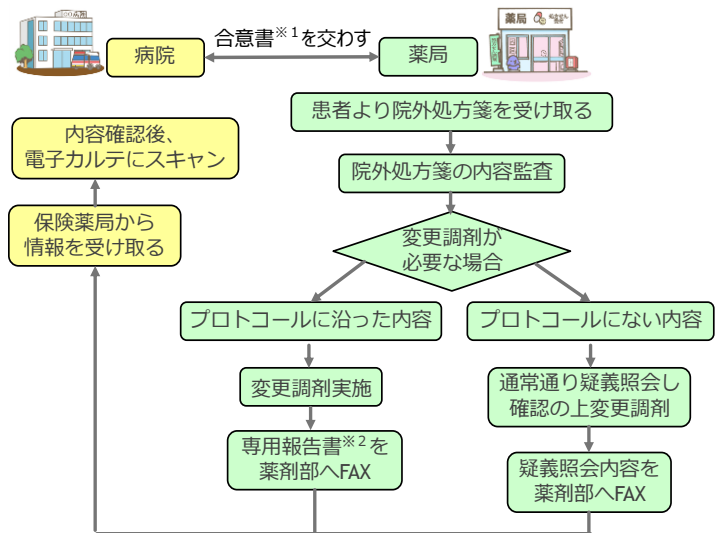 病院
合意書※1を交わす
薬局
薬局
患者より院外処方箋を受け取る
内容確認後、
電子カルテにスキャン
院外処方箋の内容監査
保険薬局から
情報を受け取る
変更調剤が
必要な場合
プロトコールに沿った内容
プロトコールにない内容
変更調剤実施
通常通り疑義照会し
確認の上変更調剤
専用報告書※2を
薬剤部へFAX
疑義照会内容を
薬剤部へFAX